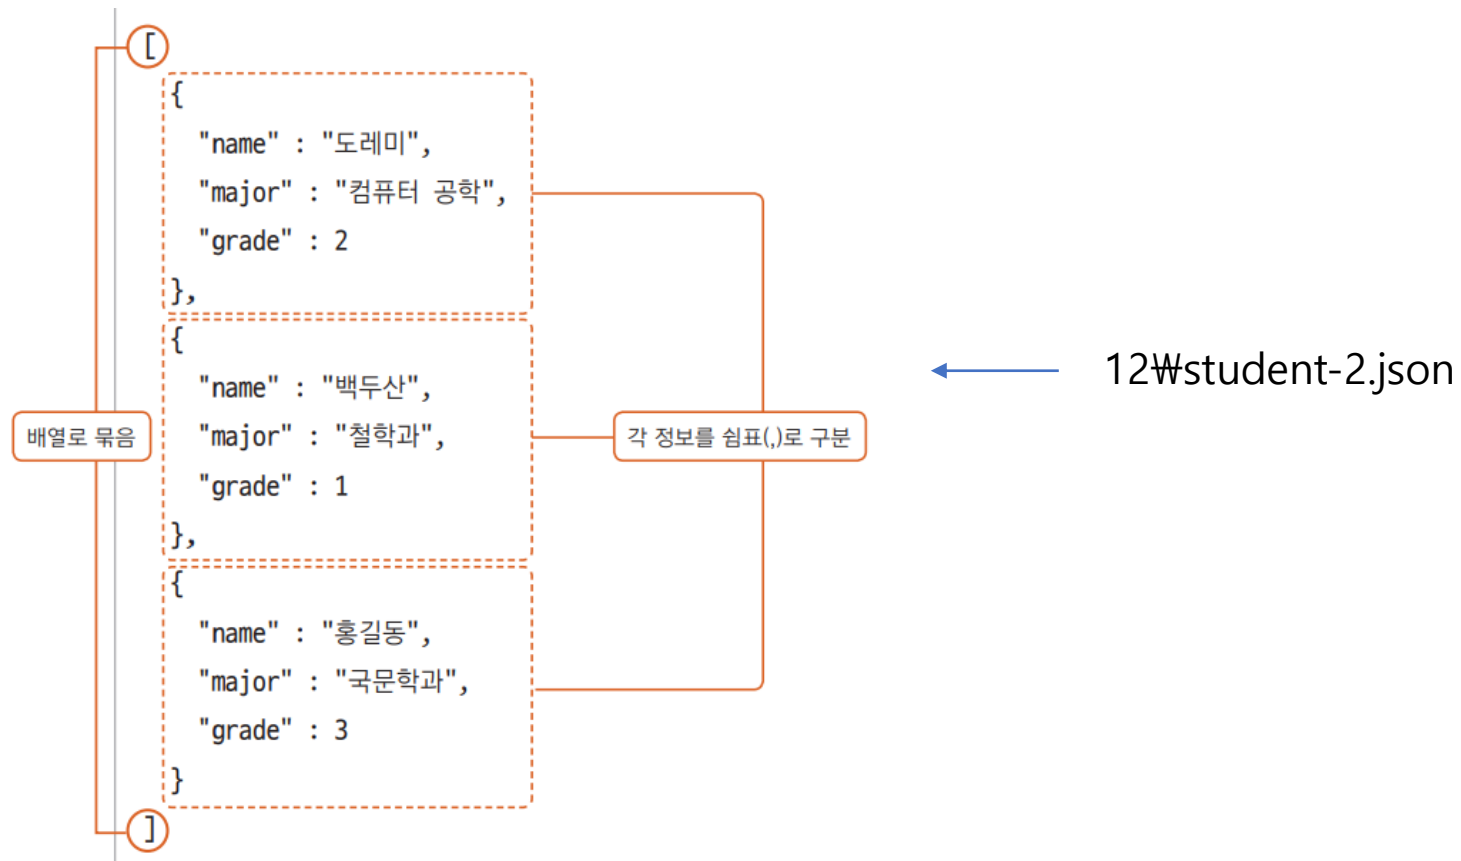 [
{
"name" : "도레미",
"major" : "컴퓨터 공학",
"grade" : 2
},
{
"name" : "백두산",
"major" : "철학과",
"grade" : 1
},
{
"name" : "홍길동",
"major" : "국문학과",
"grade" : 3
}
]
배열로 묶음
각 정보를 쉼표(,)로 구분
12₩student-2.json